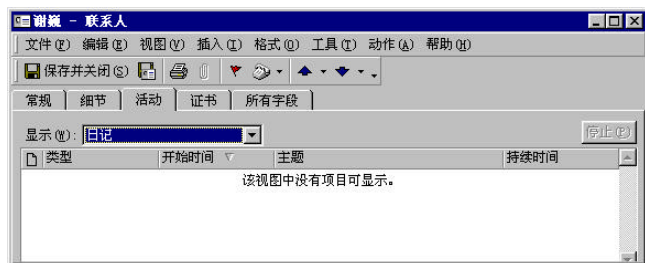 谢巍 - 联系人
文件(F) 编辑(E) 视图(V) 插入(I) 格式(O) 工具(T) 动作(A) 帮助(H)
保存并关闭(S)
常规 细节 活动 证书 所有字段
显示(W): 日记 停止(P)
类型 开始时间 主题 持续时间
该视图中没有项目可显示。